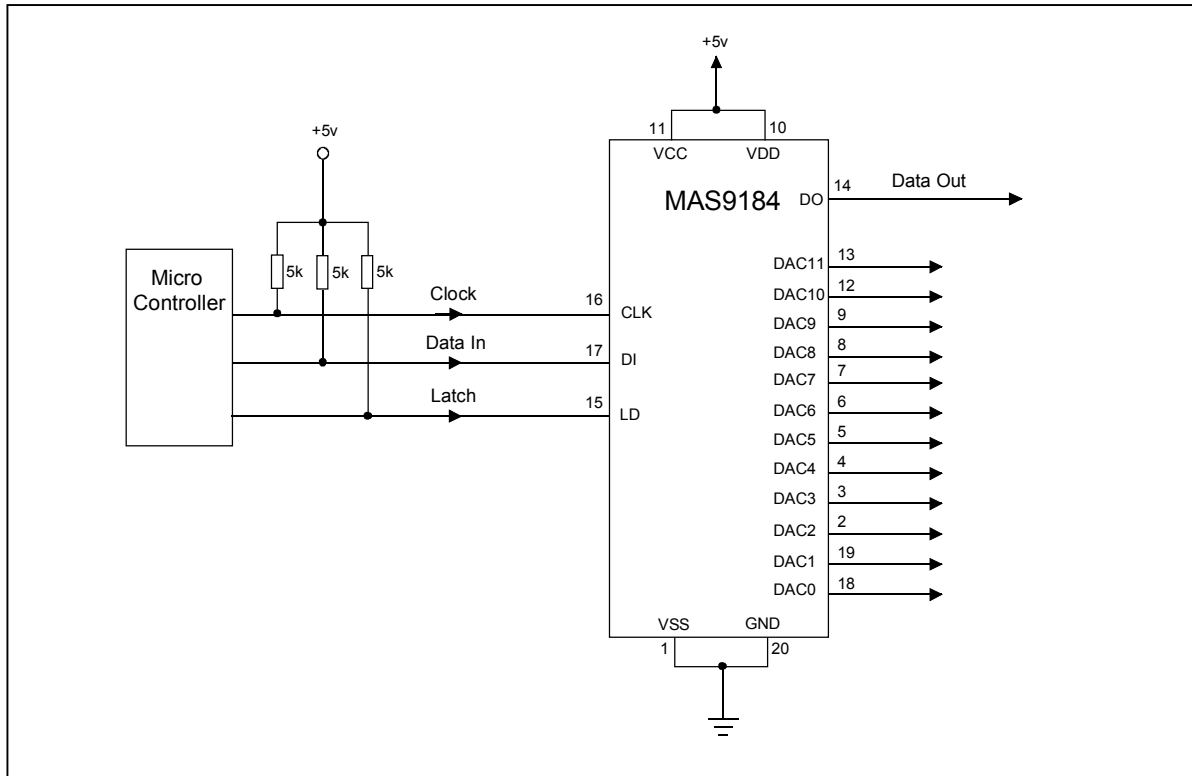 +5v
11
10
VCC
VDD
+5v
MAS9184
DO
14
Data Out
Micro
Controller
5k
5k
5k
Clock
16
CLK
Data In
17
DI
Latch
15
LD
DAC11
13
DAC10
12
DAC9
9
DAC8
8
DAC7
7
DAC6
6
DAC5
5
DAC4
4
DAC3
3
DAC2
2
DAC1
19
DAC0
18
VSS
GND
1
20